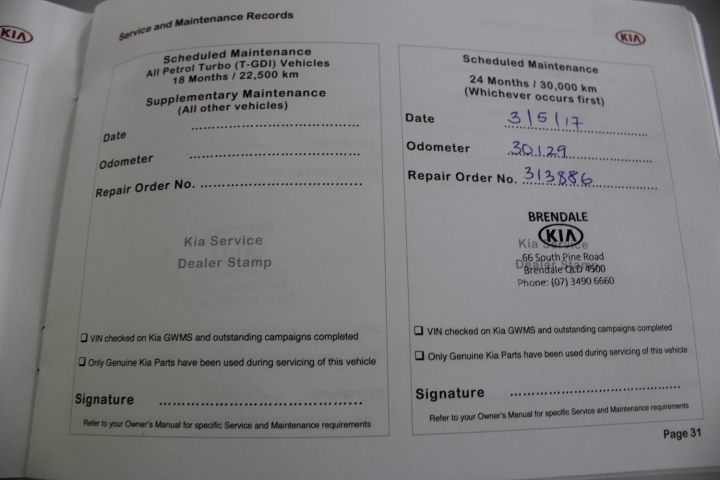 KIA
Service and Maintenance Records
KIA
Scheduled Maintenance
All Petrol Turbo (T-GDI) Vehicles
18 Months / 22,500 km
Supplementary Maintenance
(All other vehicles)
Date
Odometer
Repair Order No.
Kia Service
Dealer Stamp
❑ VIN checked on Kia GWMS and outstanding campaigns completed
❑ Only Genuine Kia Parts have been used during servicing of this vehicle
Signature
Refer to your Owner's Manual for specific Service and Maintenance requirements
Scheduled Maintenance
24 Months / 30,000 km
(Whichever occurs first)
Date 3/5/17
Odometer 30129
Repair Order No. 313886
BRENDALE
KIA
Kia Service
66 South Pine Road
Dealer Stamp
Brendale QLD 4500
Phone: (07) 3490 6660
❑ VIN checked on Kia GWMS and outstanding campaigns completed
❑ Only Genuine Kia Parts have been used during servicing of this vehicle
Signature
Refer to your Owner's Manual for specific Service and Maintenance requirements
Page 31